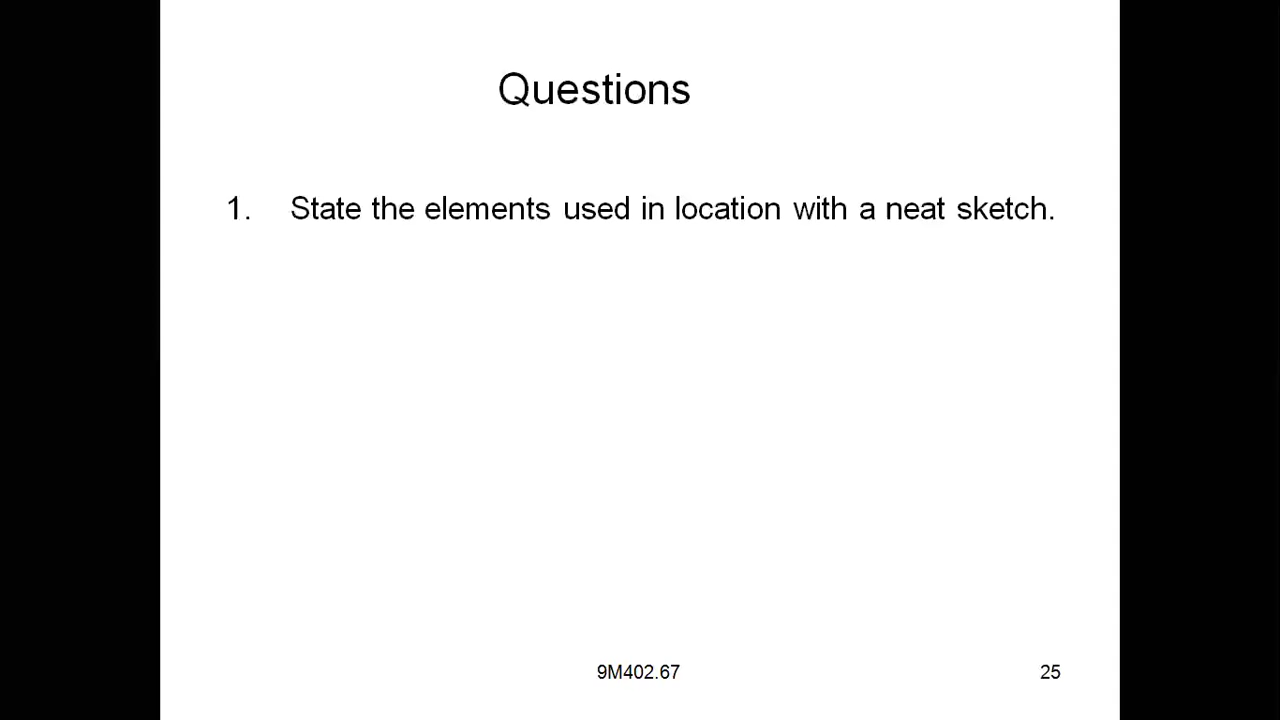 Questions
1. State the elements used in location with a neat sketch.
9M402.67
25